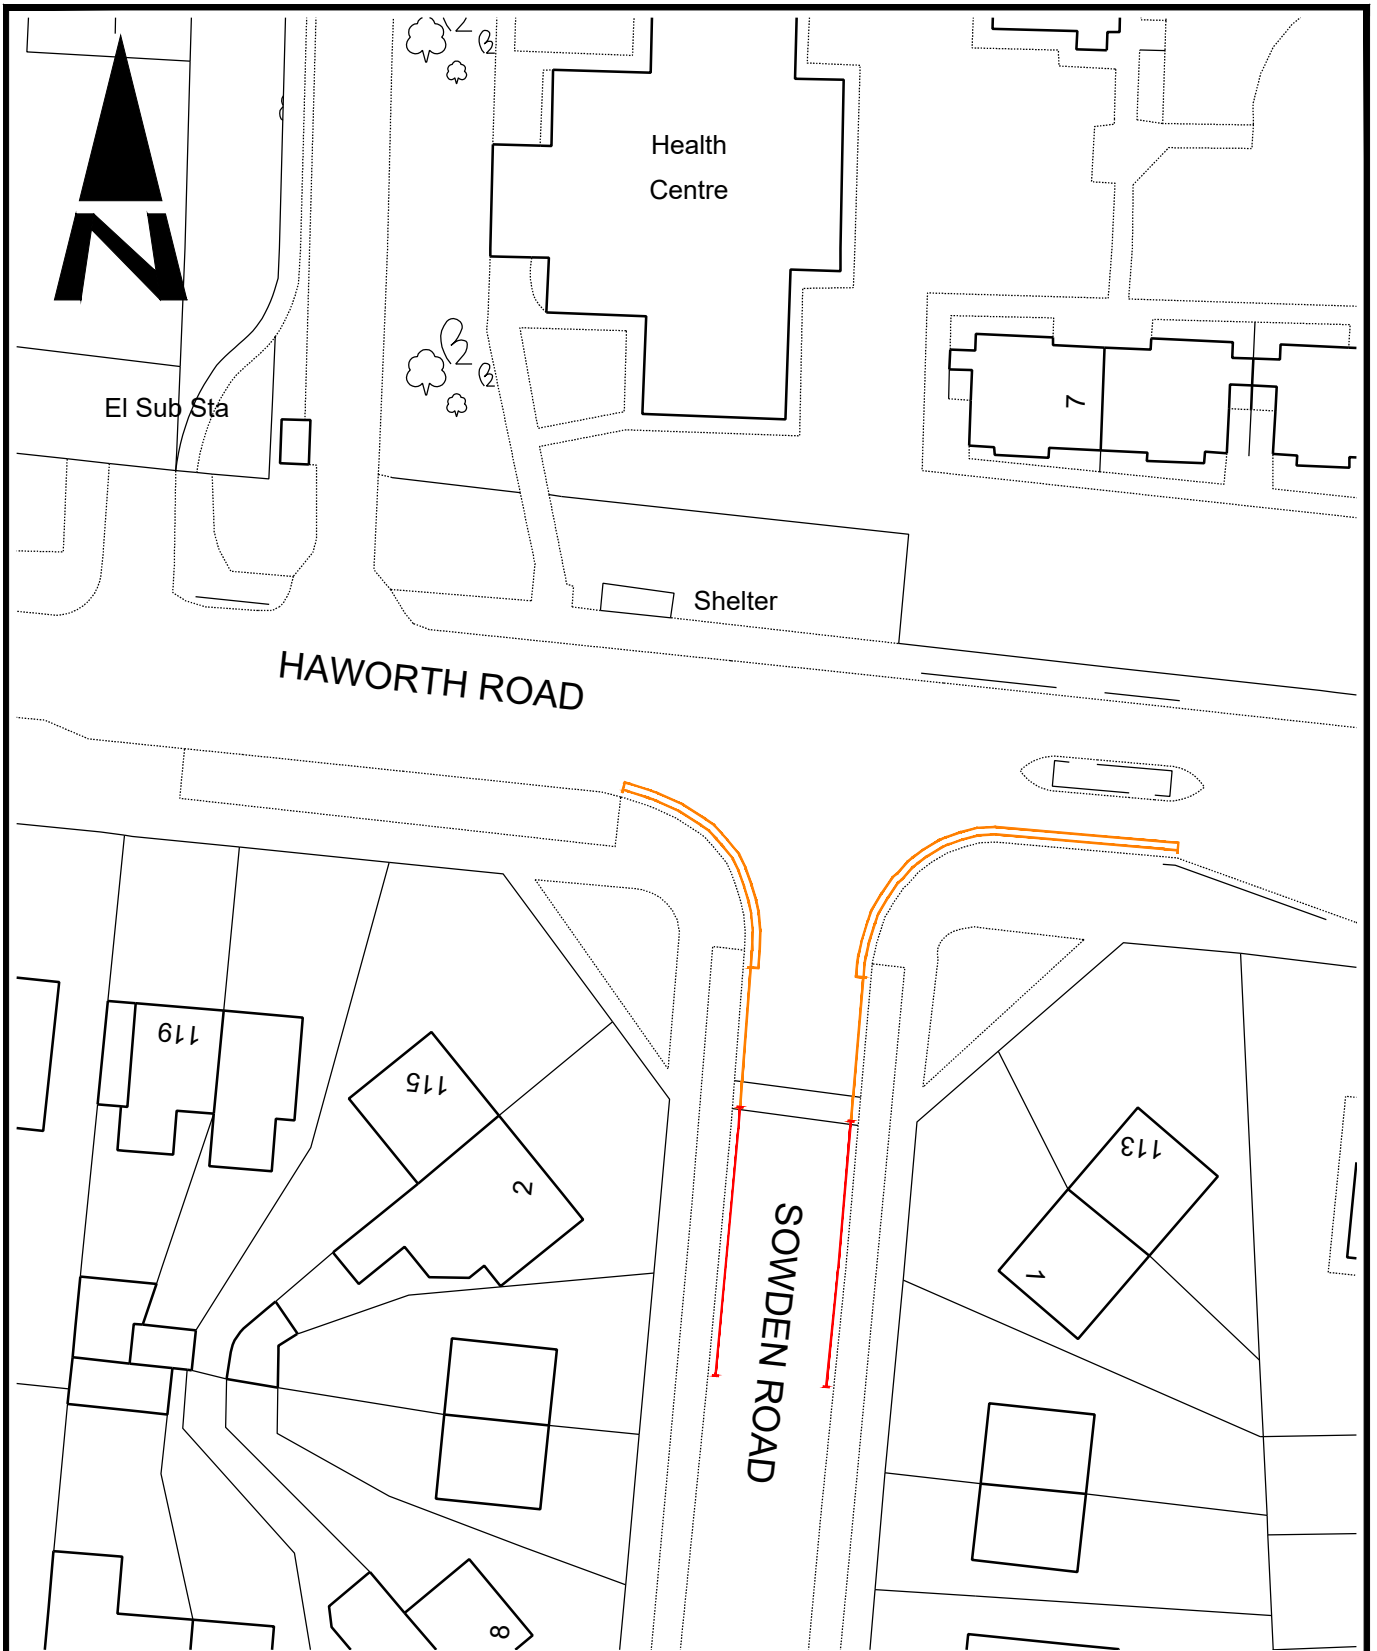 Health
Centre
N
7
El Sub Sta
Shelter
HAWORTH ROAD
119
115
2
113
1
SOWDEN ROAD
8